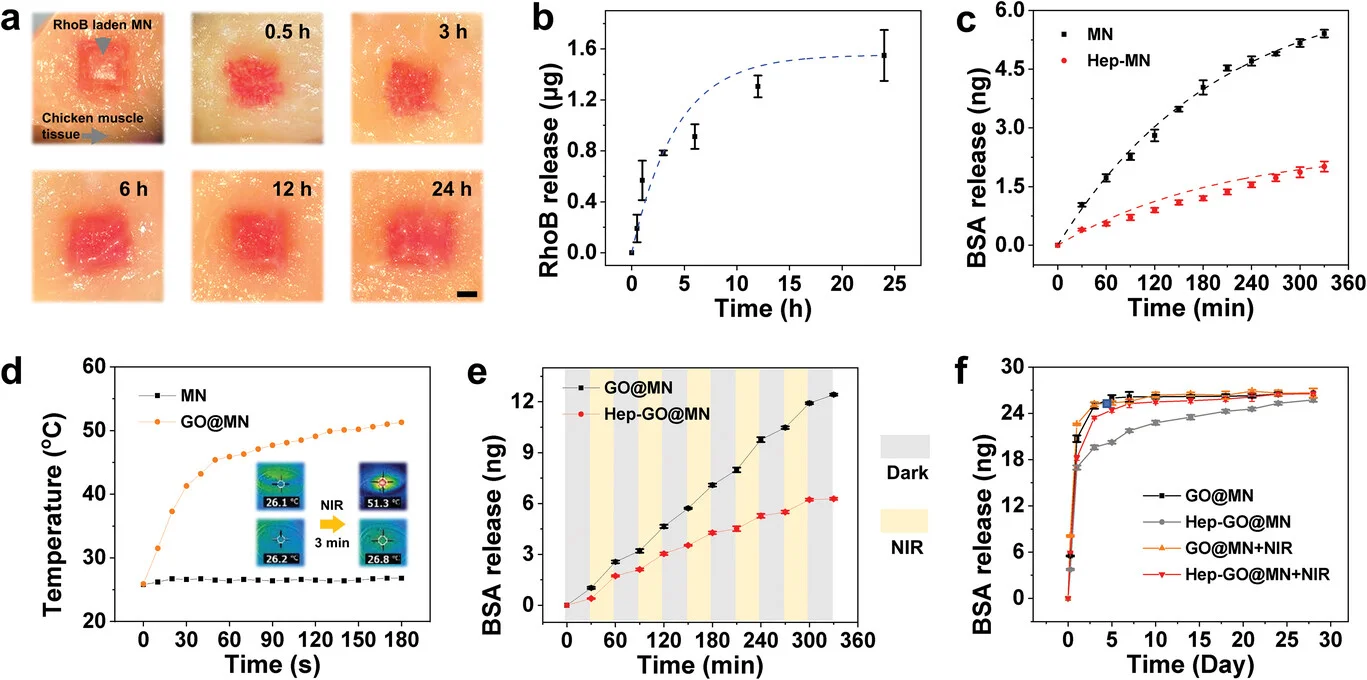 a
RhoB laden MN
Chicken muscle
tissue
0.5 h
3 h
6 h
12 h
24 h
b
RhoB release (μg)
1.6
1.2
0.8
0.4
0.0
0 5 10 15 20 25
Time (h)
c
BSA release (ng)
6.0
4.5
3.0
1.5
0.0
MN
Hep-MN
0 60 120 180 240 300 360
Time (min)
d
Temperature (°C)
60
50
40
30
20
MN
GO@MN
26.1 °C
51.3 °C
NIR
3 min
26.2 °C
26.8 °C
0 30 60 90 120 150 180
Time (s)
e
BSA release (ng)
12
9
6
3
0
GO@MN
Hep-GO@MN
0 60 120 180 240 300 360
Time (min)
Dark
NIR
f
BSA release (ng)
30
24
18
12
6
0
GO@MN
Hep-GO@MN
GO@MN+NIR
Hep-GO@MN+NIR
0 5 10 15 20 25 30
Time (Day)